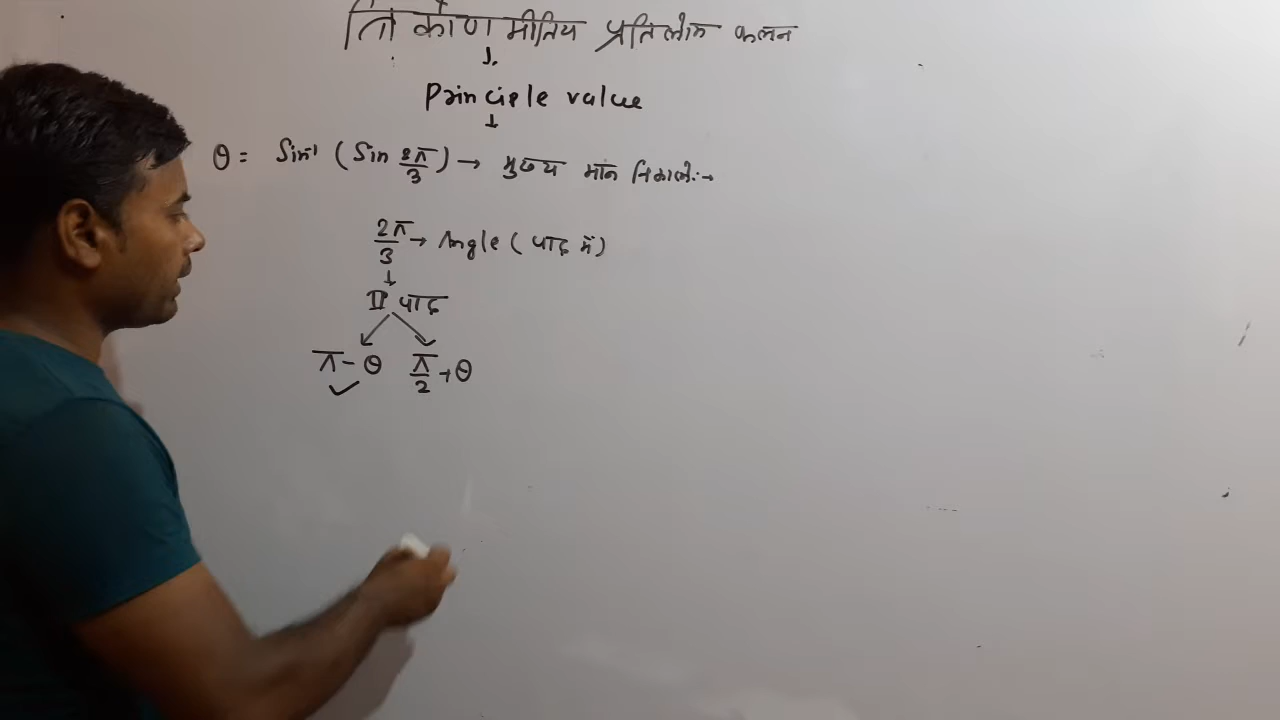 त्रिकोणमीतिय प्रतिलोम फलन
↓
Principle value
↓
θ = Sin⁻¹ (Sin 2π/3) → मुख्य मान निकाले:→
2π/3 → Angle (पाद में)
↓
II पाद
π - θ π/2 + θ
✓